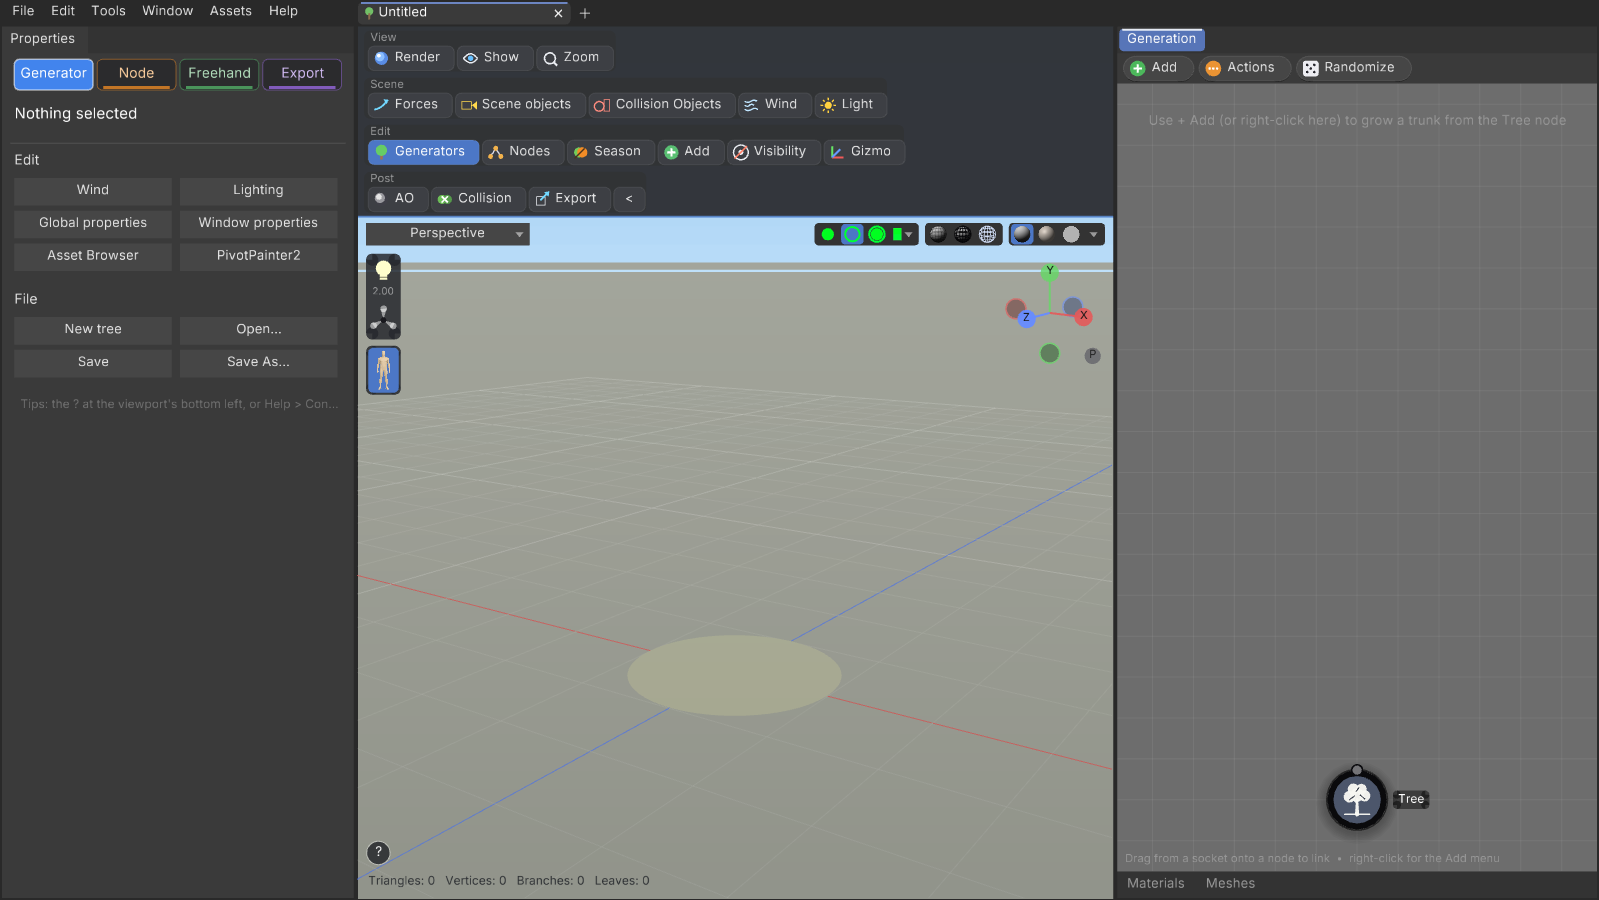 File Edit Tools Window Assets Help
Untitled
Properties
Generator Node Freehand Export
Nothing selected
Edit
Wind Lighting
Global properties Window properties
Asset Browser PivotPainter2
File
New tree Open...
Save Save As...
Tips: the ? at the viewport's bottom left, or Help > Con...
View
Render Show Zoom
Scene
Forces Scene objects Collision Objects Wind Light
Edit
Generators Nodes Season Add Visibility Gizmo
Post
AO Collision Export <
Perspective
2.00
Y
Z X
P
?
Triangles: 0 Vertices: 0 Branches: 0 Leaves: 0
Generation
Add Actions Randomize
Use + Add (or right-click here) to grow a trunk from the Tree node
Tree
Drag from a socket onto a node to link • right-click for the Add menu
Materials Meshes